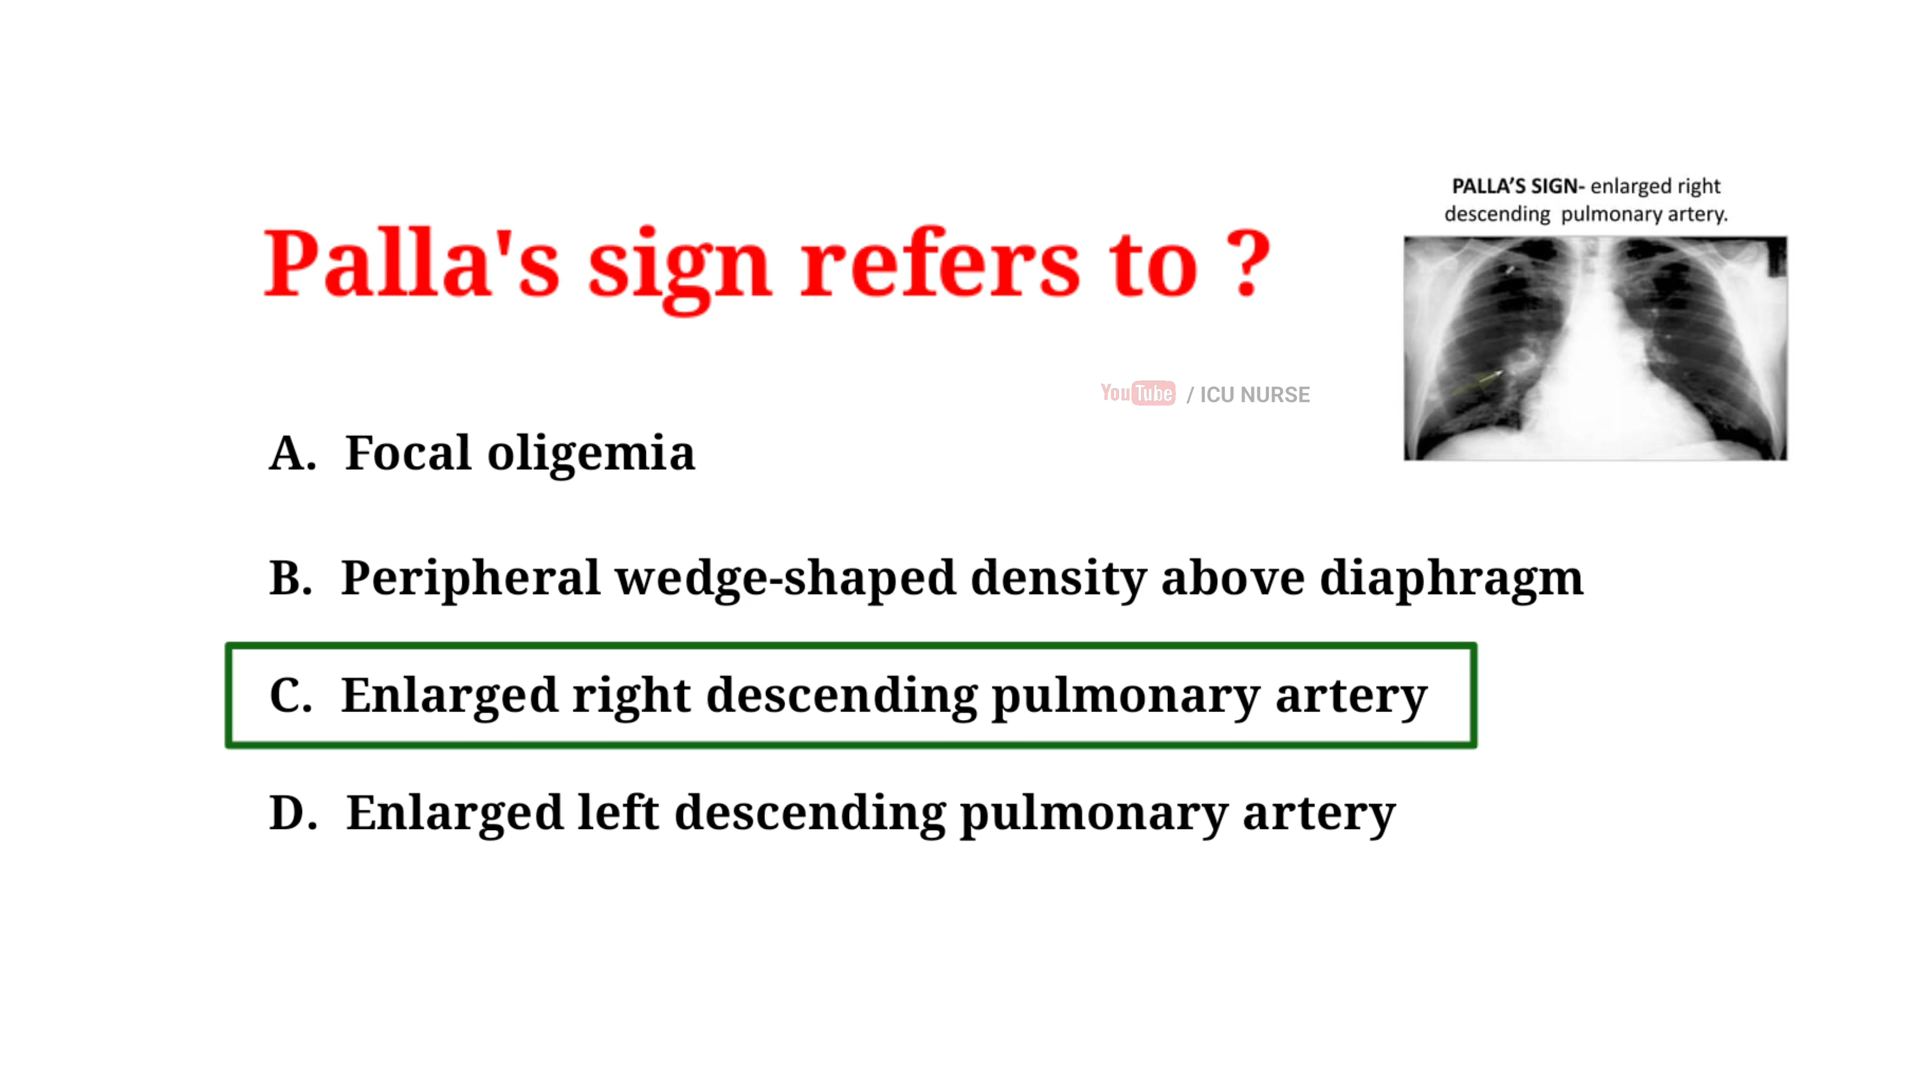 PALLA'S SIGN- enlarged right
descending pulmonary artery.
Palla's sign refers to ?
YouTube / ICU NURSE
A. Focal oligemia
B. Peripheral wedge-shaped density above diaphragm
C. Enlarged right descending pulmonary artery
D. Enlarged left descending pulmonary artery